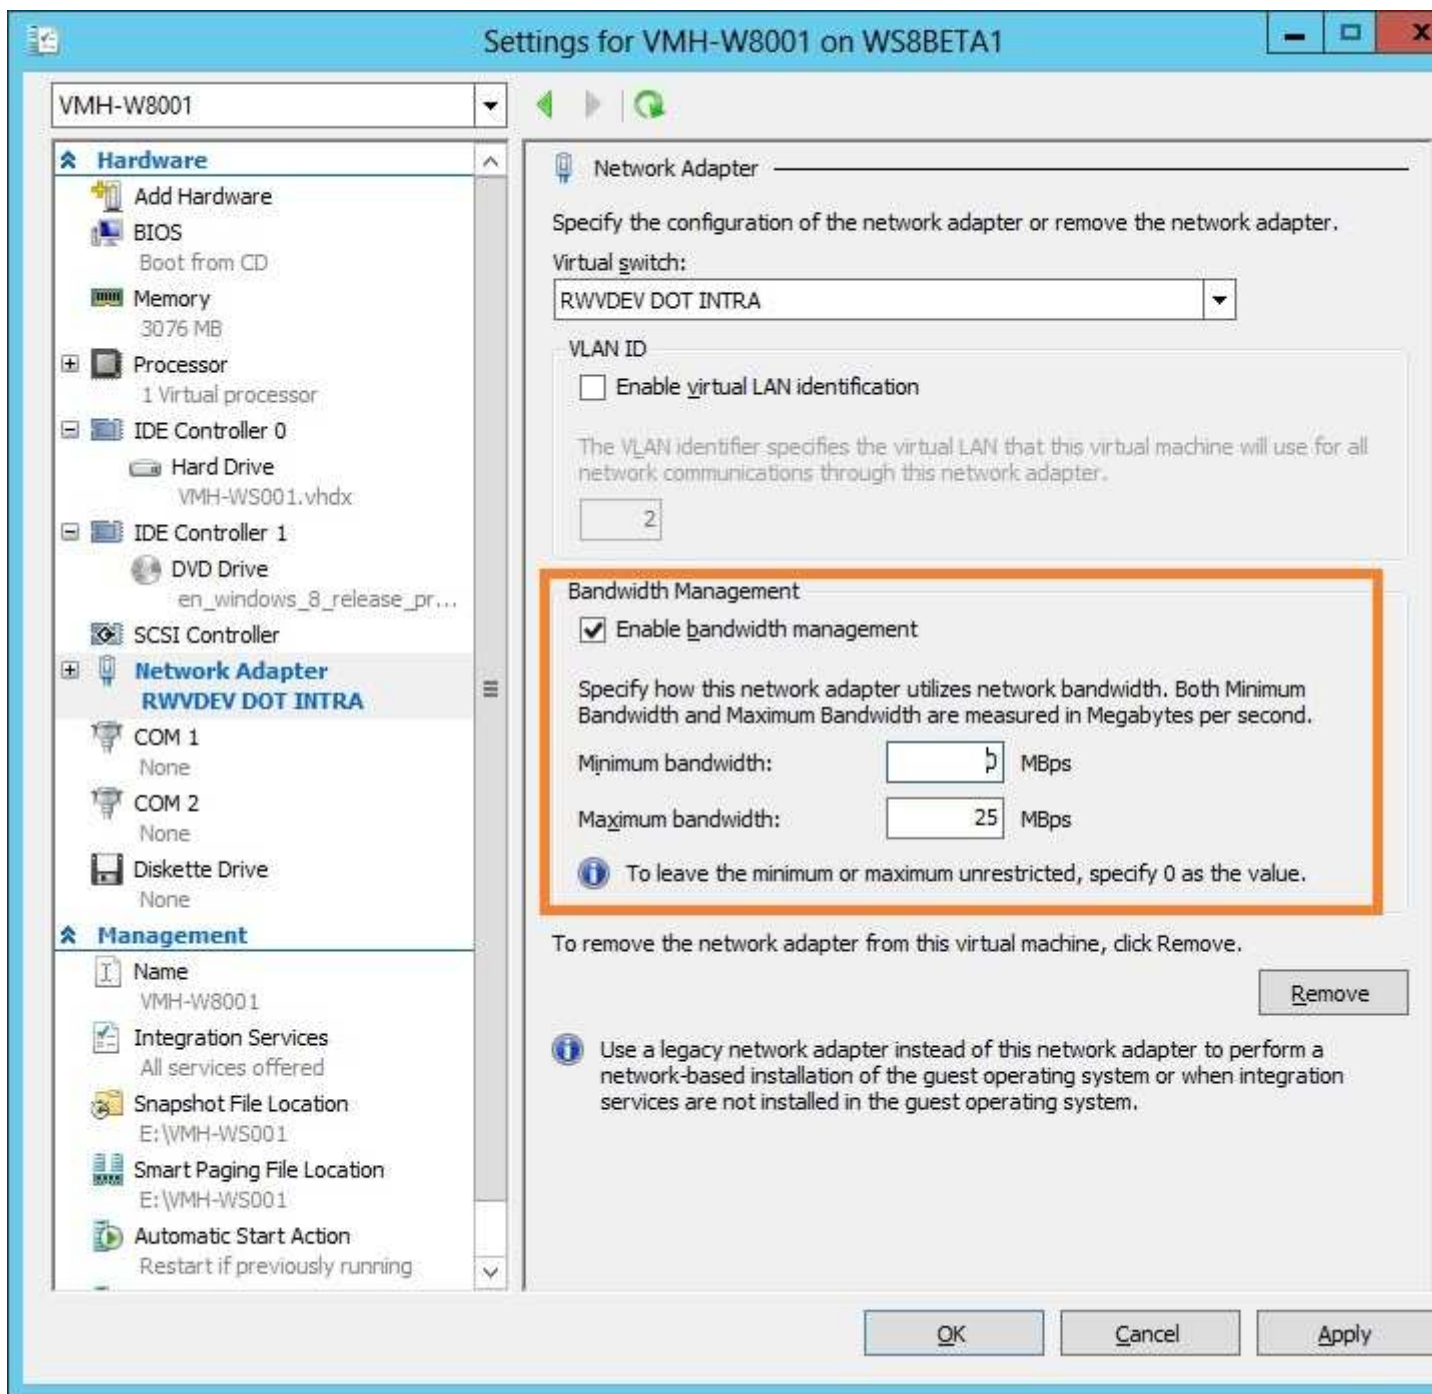 Settings for VMH-W8001 on WS8BETA1
VMH-W8001
Hardware
Add Hardware
BIOS
Boot from CD
Memory
3076 MB
Processor
1 Virtual processor
IDE Controller 0
Hard Drive
VMH-WS001.vhdx
IDE Controller 1
DVD Drive
en_windows_8_release_pr...
SCSI Controller
Network Adapter
RWVDEV DOT INTRA
COM 1
None
COM 2
None
Diskette Drive
None
Management
Name
VMH-W8001
Integration Services
All services offered
Snapshot File Location
E:\VMH-WS001
Smart Paging File Location
E:\VMH-WS001
Automatic Start Action
Restart if previously running
Network Adapter
Specify the configuration of the network adapter or remove the network adapter.
Virtual switch:
RWVDEV DOT INTRA
VLAN ID
Enable virtual LAN identification
The VLAN identifier specifies the virtual LAN that this virtual machine will use for all
network communications through this network adapter.
2
Bandwidth Management
Enable bandwidth management
Specify how this network adapter utilizes network bandwidth. Both Minimum
Bandwidth and Maximum Bandwidth are measured in Megabytes per second.
Minimum bandwidth: MBps
Maximum bandwidth: 25 MBps
To leave the minimum or maximum unrestricted, specify 0 as the value.
To remove the network adapter from this virtual machine, click Remove.
Remove
Use a legacy network adapter instead of this network adapter to perform a
network-based installation of the guest operating system or when integration
services are not installed in the guest operating system.
OK Cancel Apply